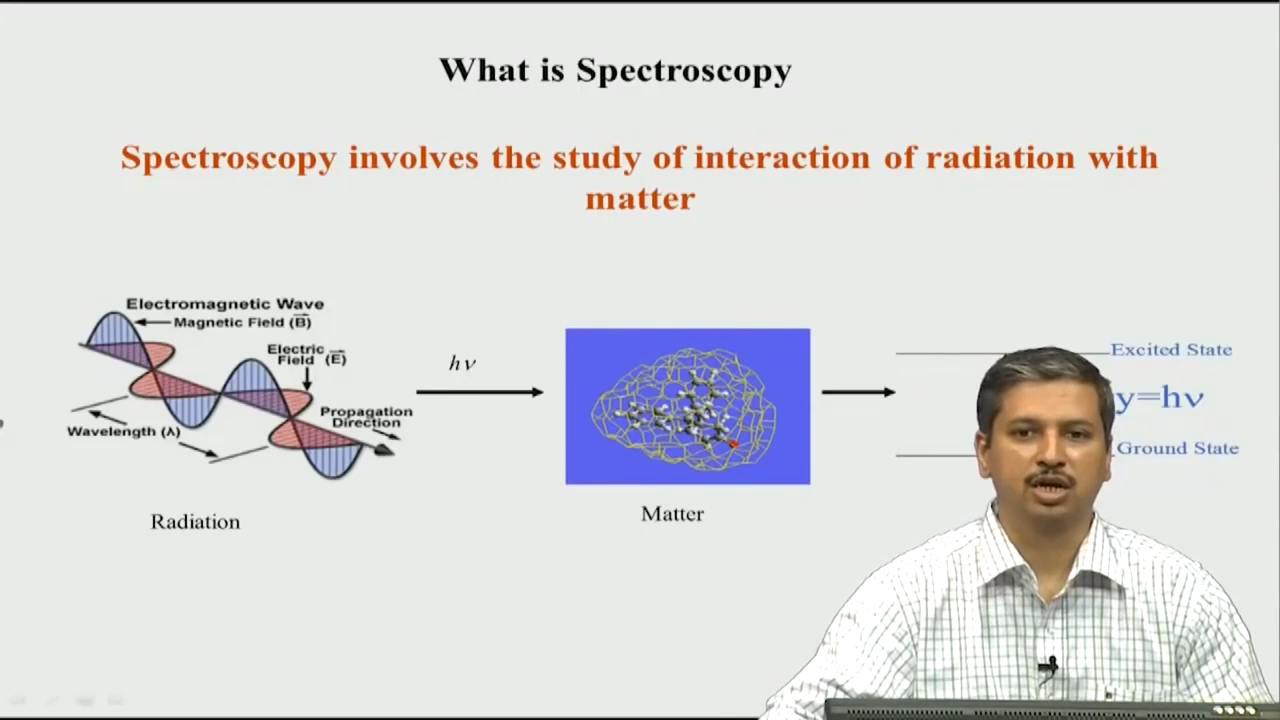 What is Spectroscopy
Spectroscopy involves the study of interaction of radiation with
matter
Electromagnetic Wave
Magnetic Field (B)
Electric
Field (E)
Propagation
Direction
Wavelength (λ)
Radiation
hν
Matter
Excited State
y=hν
Ground State